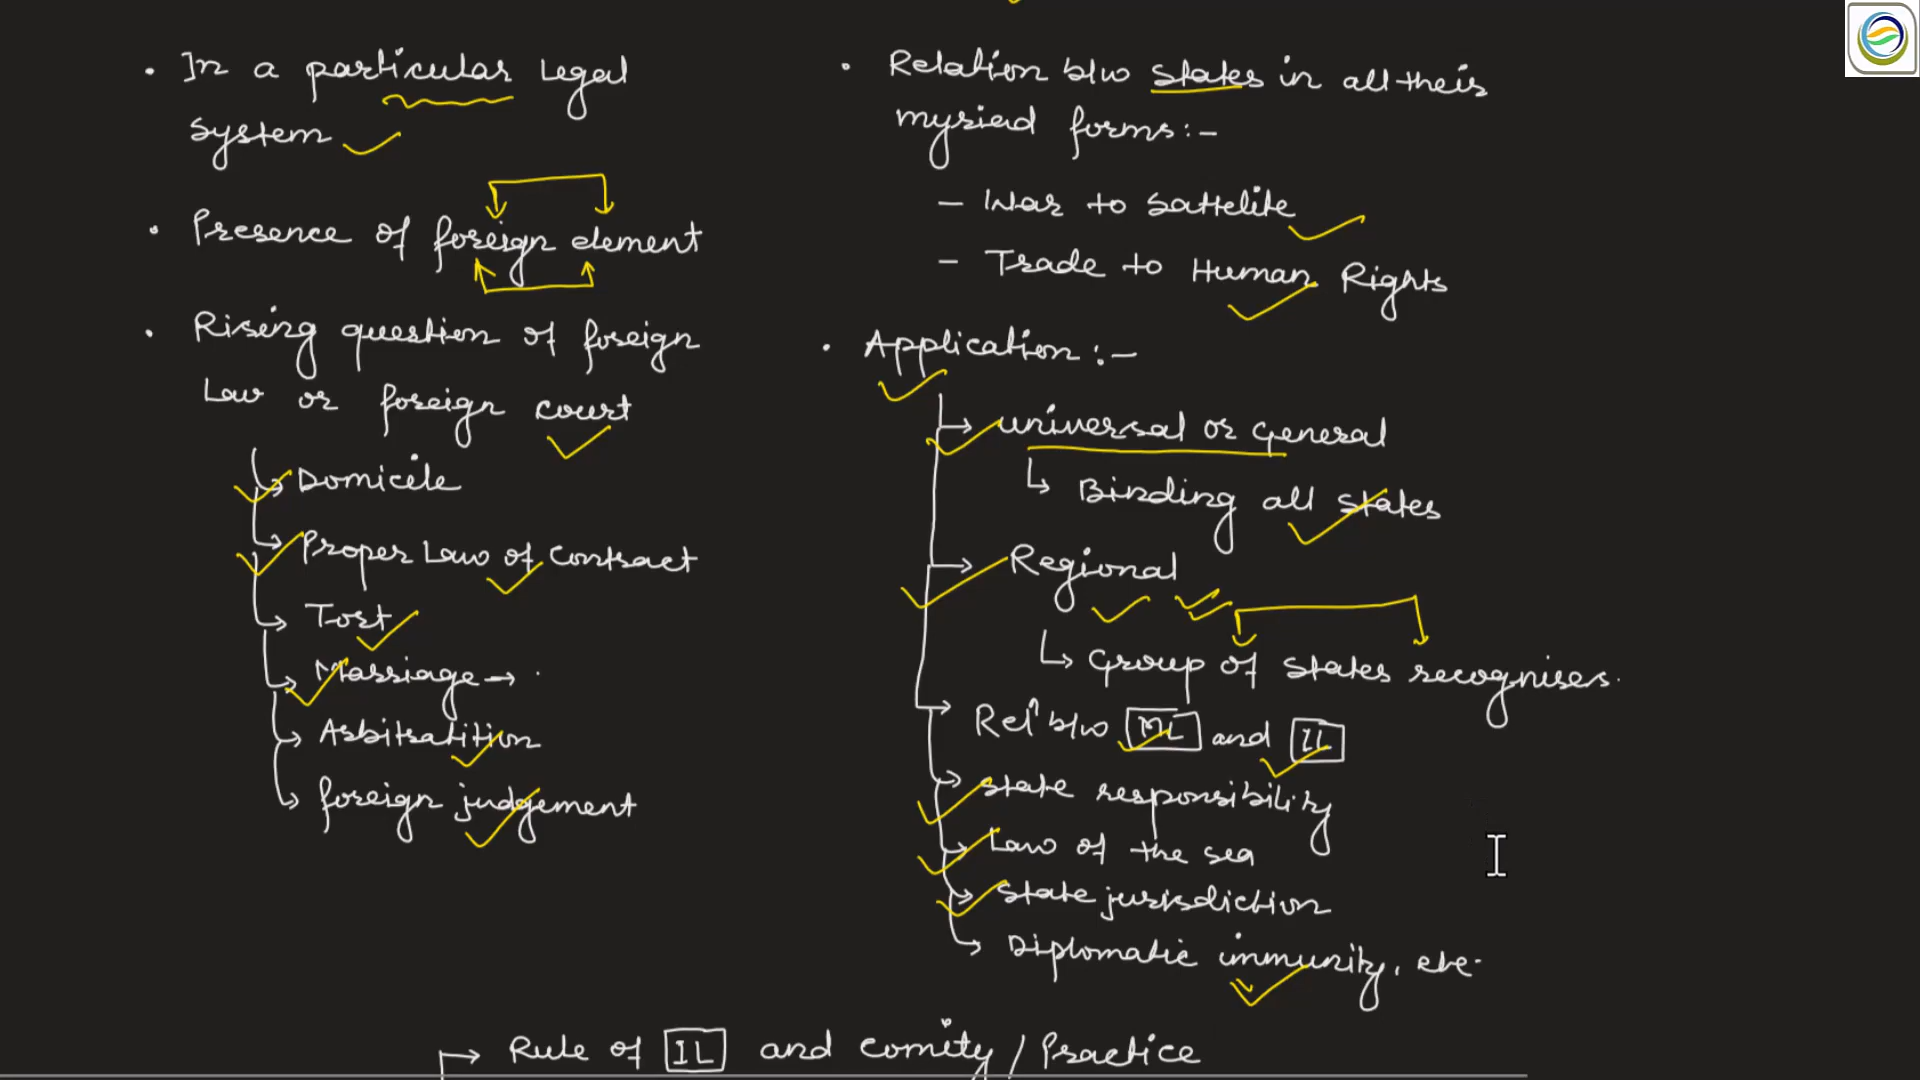 · In a particular Legal
system
· Presence of foreign element
· Rising question of foreign
Law or foreign court
Domicile
Proper Law of Contract
Tort
Marriage → ·
Arbitratition
foreign judgement
· Relation b/w states in all their
myriad forms:-
- War to Sattelite
- Trade to Human Rights
· Application :-
universal or General
Binding all states
Regional
Group of States recognises.
Relⁿ b/w ML and IL
state responsibility
Law of the sea
State jurisdiction
Diplomatic immunity, etc.
Rule of IL and comity / Practice